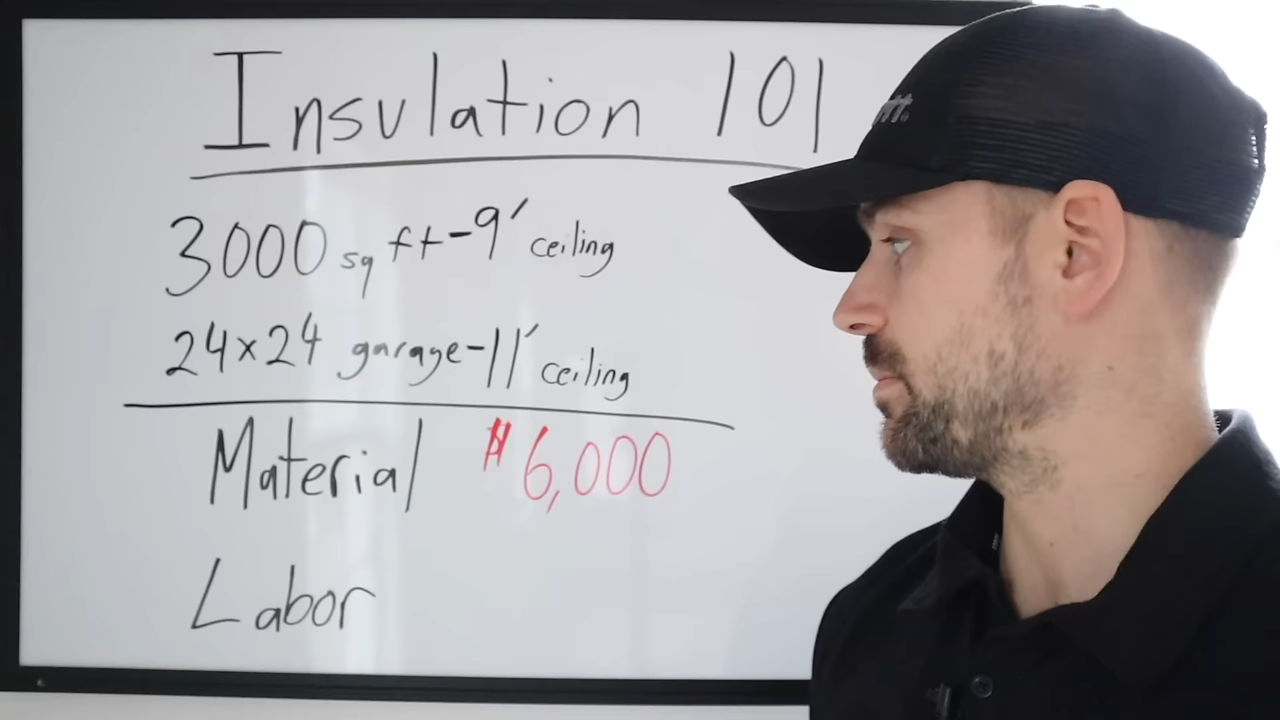 Insulation 101
3000 sq ft-9' ceiling
24x24 garage-11' ceiling
Material $6,000
Labor